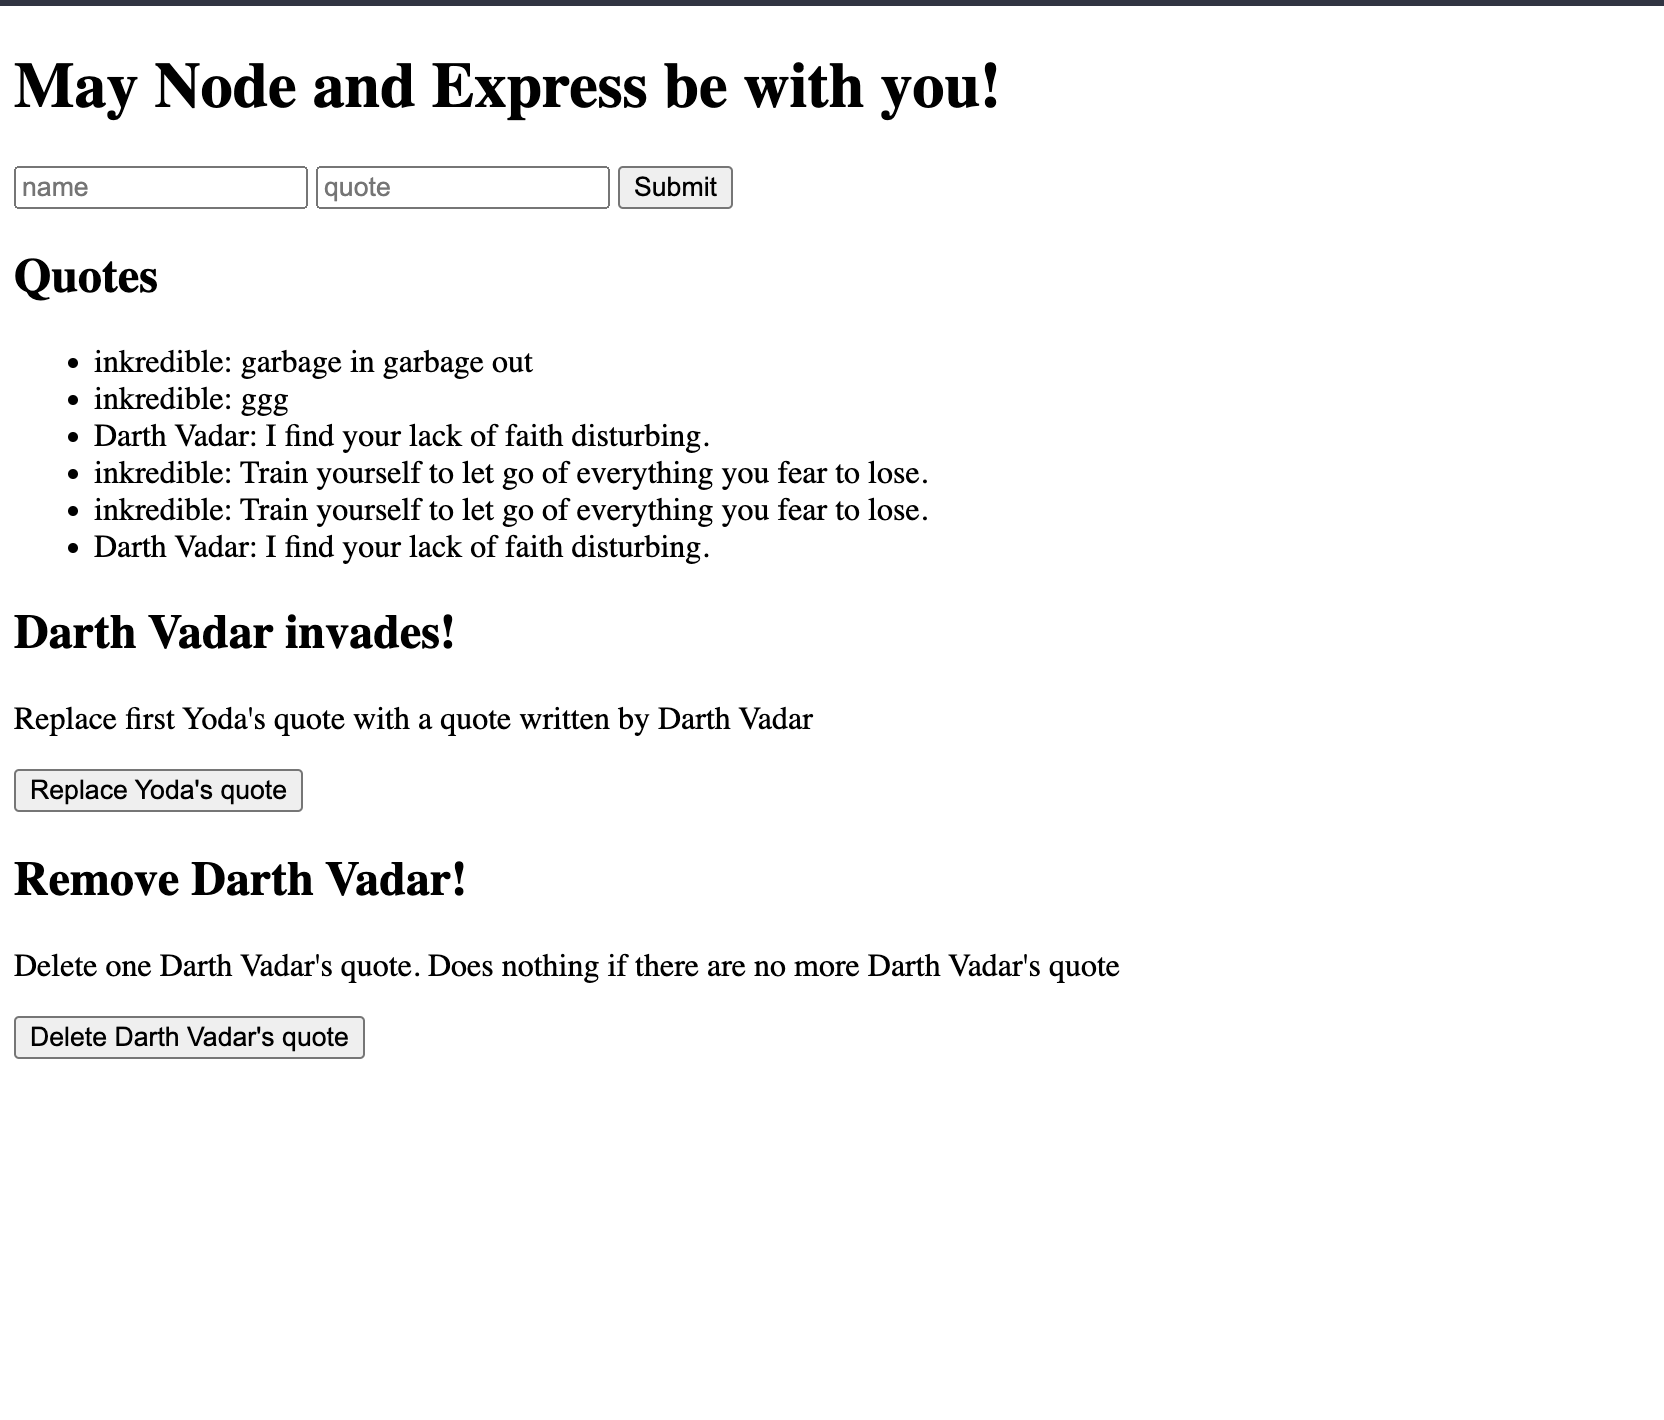 May Node and Express be with you!
name quote Submit
Quotes
inkredible: garbage in garbage out
inkredible: ggg
Darth Vadar: I find your lack of faith disturbing.
inkredible: Train yourself to let go of everything you fear to lose.
inkredible: Train yourself to let go of everything you fear to lose.
Darth Vadar: I find your lack of faith disturbing.
Darth Vadar invades!
Replace first Yoda's quote with a quote written by Darth Vadar
Replace Yoda's quote
Remove Darth Vadar!
Delete one Darth Vadar's quote. Does nothing if there are no more Darth Vadar's quote
Delete Darth Vadar's quote